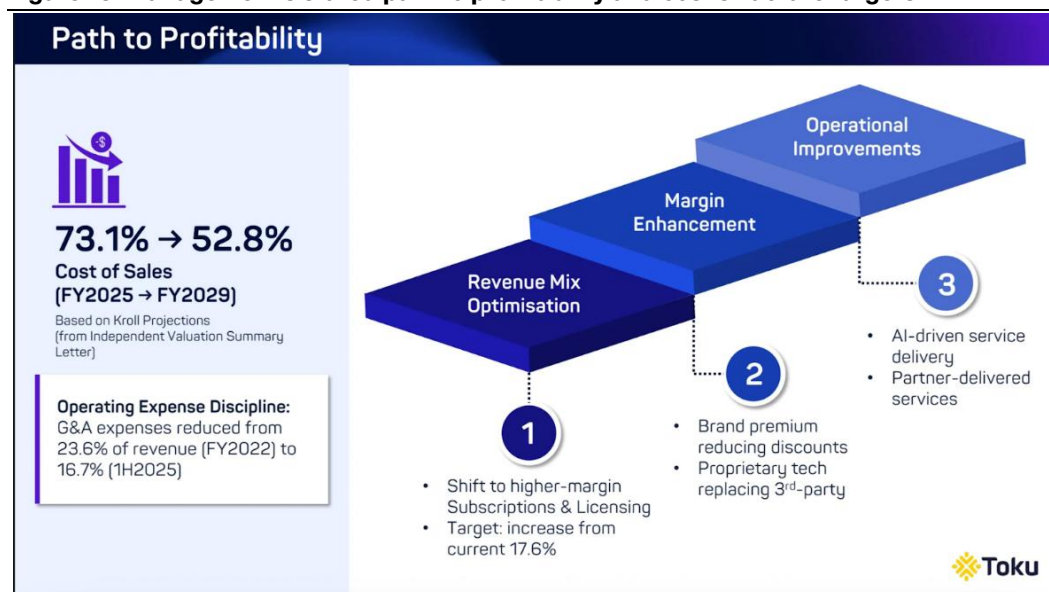 Path to Profitability
-$
73.1% → 52.8%
Cost of Sales
(FY2025 → FY2029)
Based on Kroll Projections
(from Independent Valuation Summary
Letter)
Operating Expense Discipline:
G&A expenses reduced from
23.6% of revenue (FY2022) to
16.7% (1H2025)
Revenue Mix
Optimisation
1
• Shift to higher-margin
Subscriptions & Licensing
• Target: increase from
current 17.6%
Margin
Enhancement
2
• Brand premium
reducing discounts
• Proprietary tech
replacing 3rd-party
Operational
Improvements
3
• AI-driven service
delivery
• Partner-delivered
services
Toku